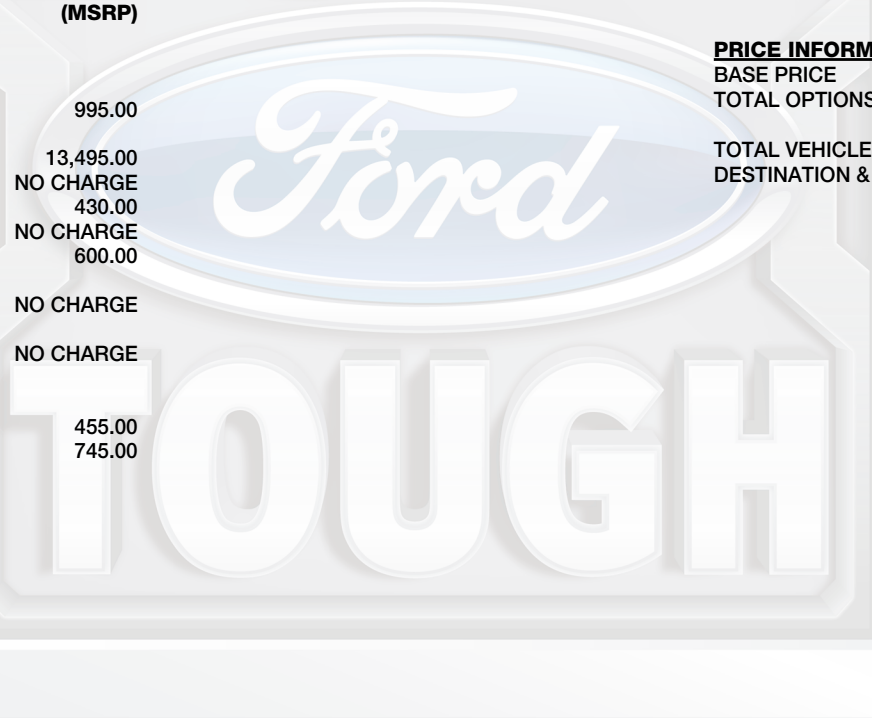 (MSRP)
995.00
13,495.00
NO CHARGE
430.00
NO CHARGE
600.00
NO CHARGE
NO CHARGE
455.00
745.00
PRICE INFORM
BASE PRICE
TOTAL OPTIONS
TOTAL VEHICLE
DESTINATION &
Ford
TOUGH